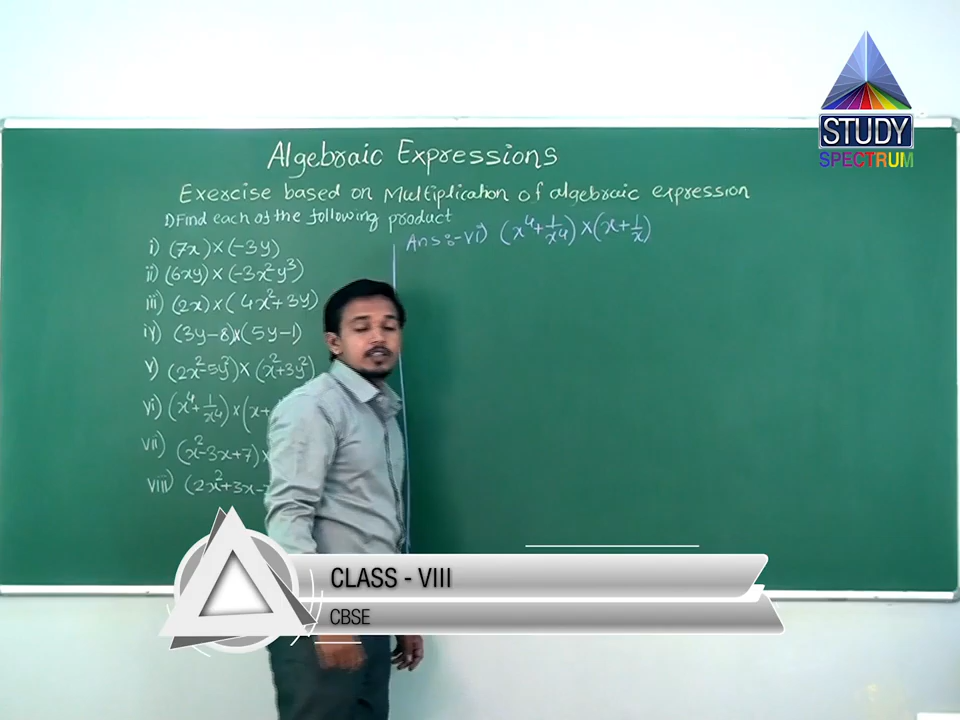 STUDY
SPECTRUM
Algebraic Expressions
Exercise based on Multiplication of algebraic expression
1) Find each of the following product
Ans:-vi) (x⁴+1/x⁴)×(x+1/x)
i) (7x)×(-3y)
ii) (6xy)×(-3x²y³)
iii) (2x)×(4x²+3y)
iv) (3y-8)×(5y-1)
v) (2x²-5y²)×(x²+3y²)
vi) (x⁴+1/x⁴)×(x+
vii) (x²-3x+7)×
viii) (2x²+3x-
CLASS - VIII
CBSE